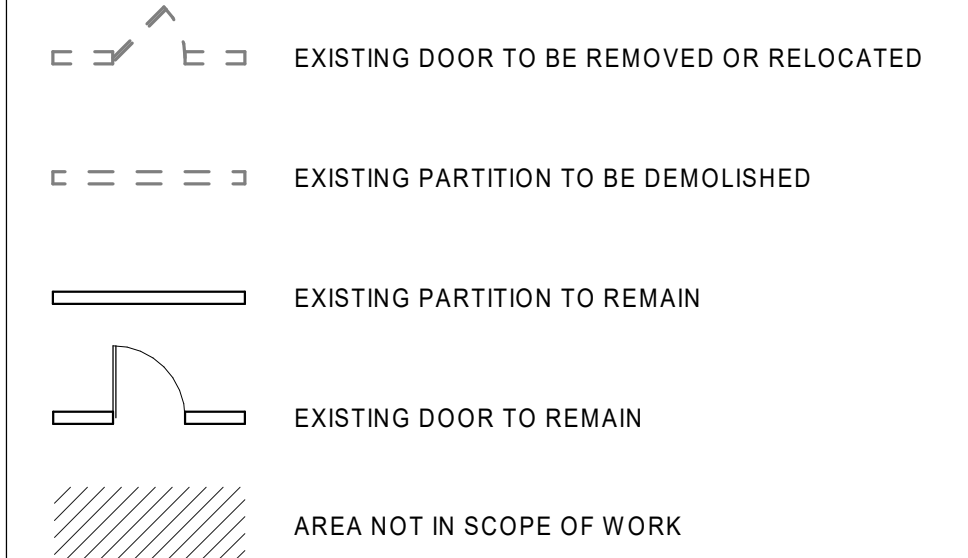 EXISTING DOOR TO BE REMOVED OR RELOCATED
EXISTING PARTITION TO BE DEMOLISHED
EXISTING PARTITION TO REMAIN
EXISTING DOOR TO REMAIN
AREA NOT IN SCOPE OF WORK